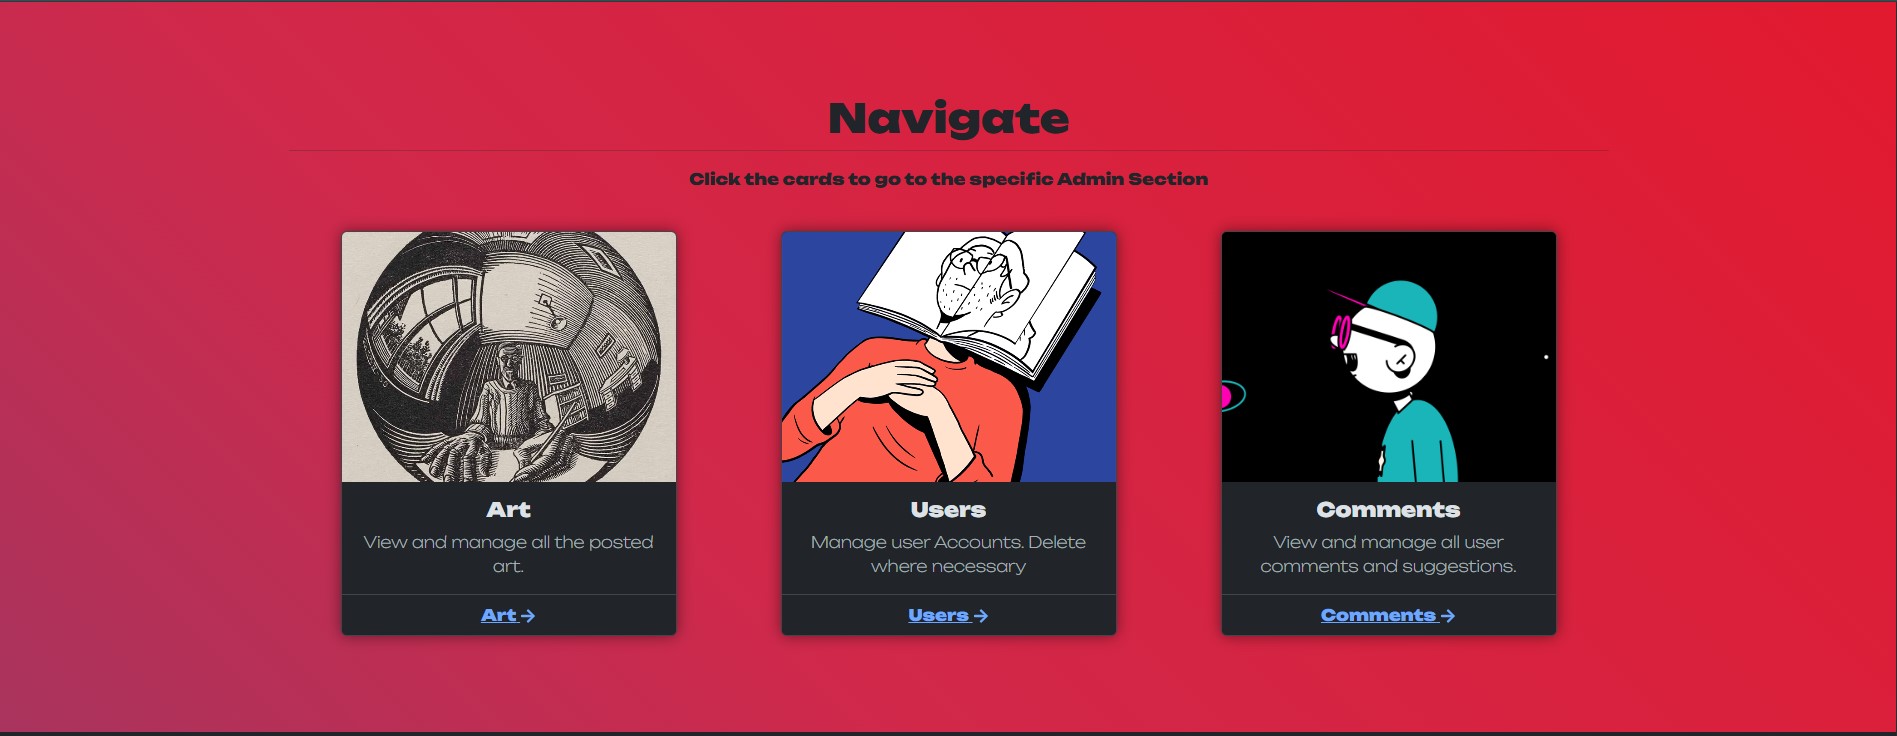 Navigate
Click the cards to go to the specific Admin Section
Art
View and manage all the posted
art.
Art →
Users
Manage user Accounts. Delete
where necessary
Users →
Comments
View and manage all user
comments and suggestions.
Comments →